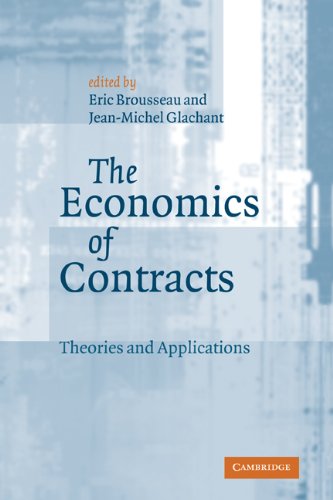 edited by
Eric Brousseau and
Jean-Michel Glachant
The
Economics
of
Contracts
Theories and Applications
CAMBRIDGE